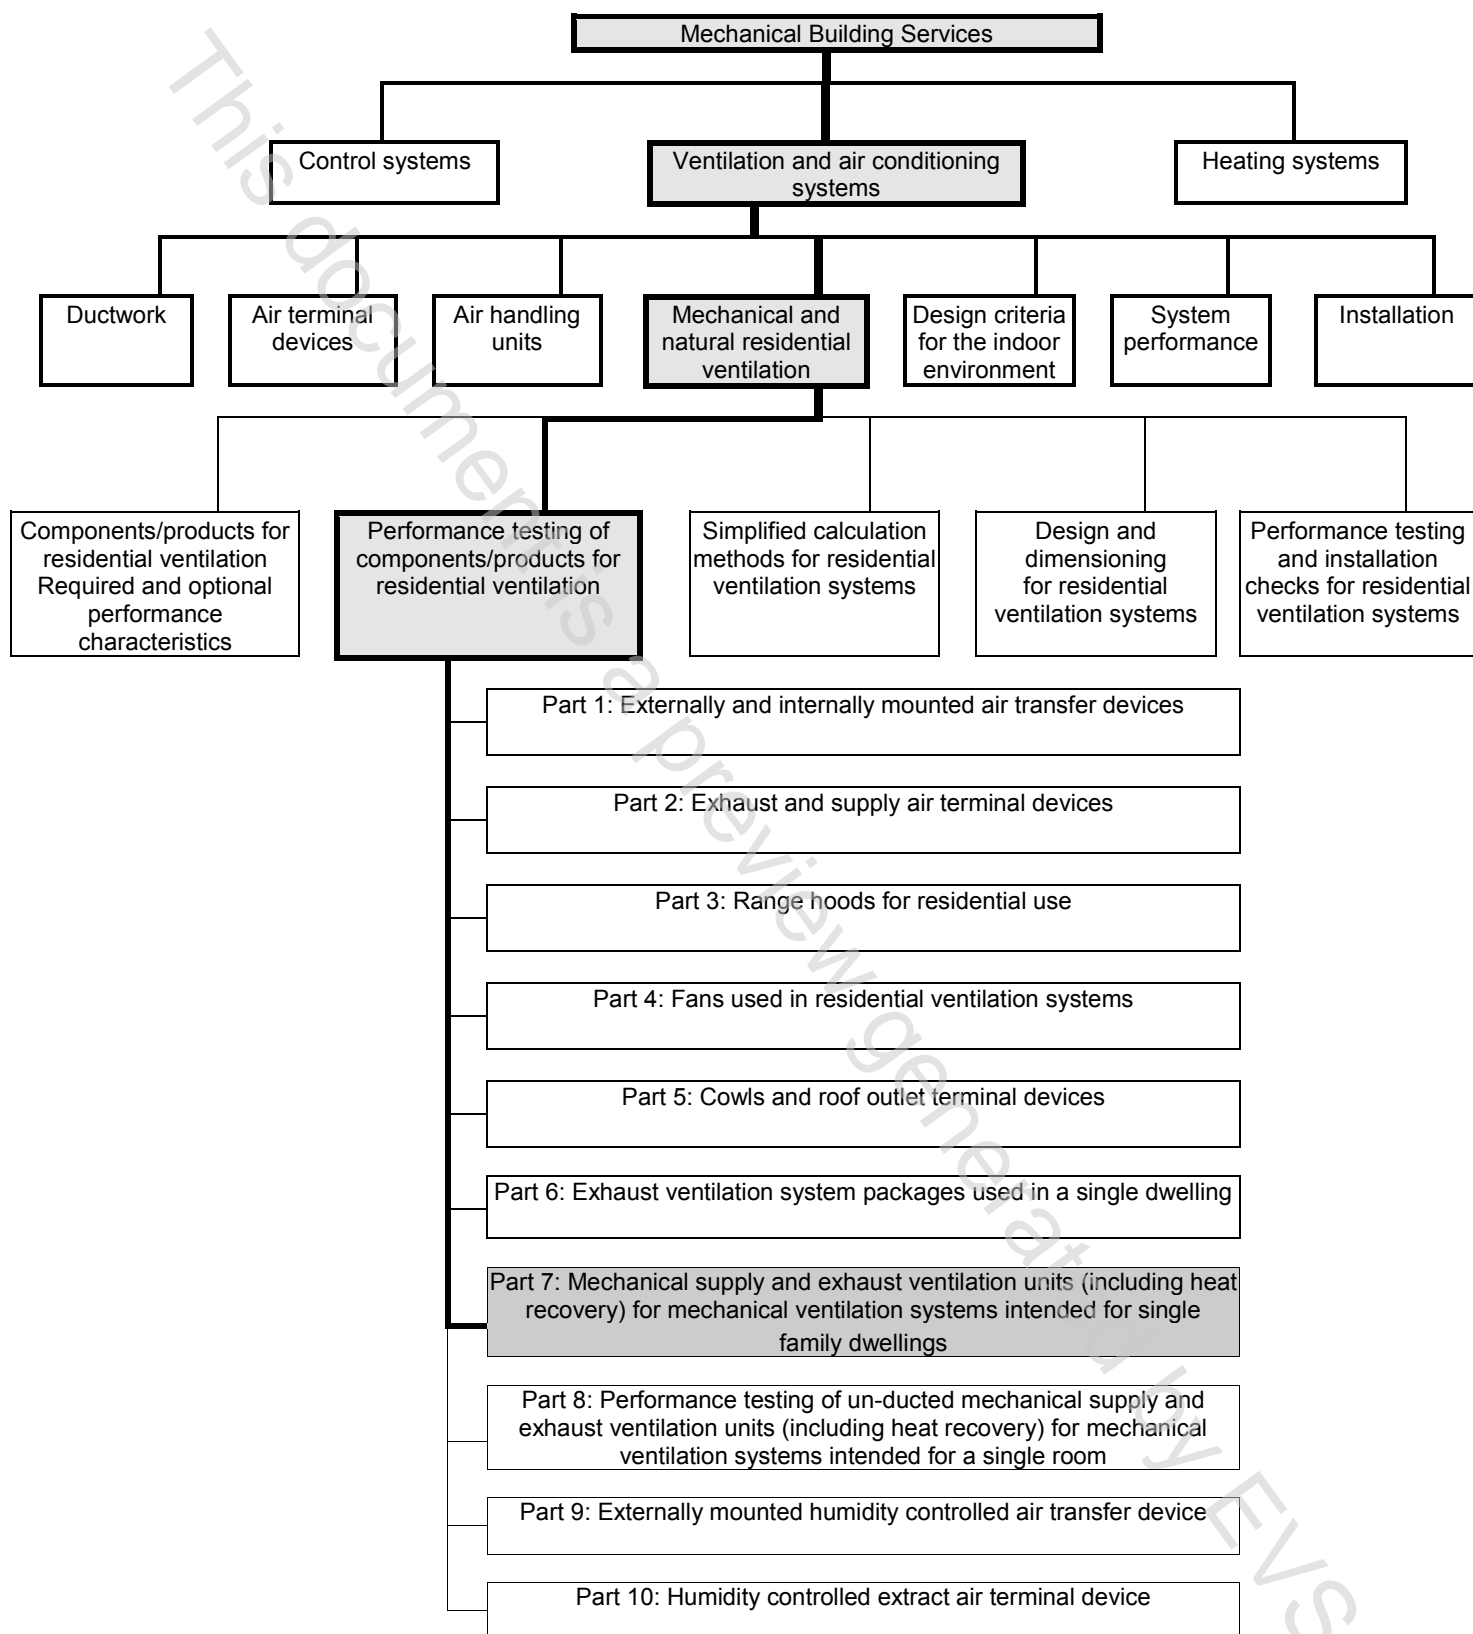 Mechanical Building Services
Control systems
Ventilation and air conditioning
systems
Heating systems
Ductwork
Air terminal
devices
Air handling
units
Mechanical and
natural residential
ventilation
Design criteria
for the indoor
environment
System
performance
Installation
Components/products for
residential ventilation
Required and optional
performance
characteristics
Performance testing of
components/products for
residential ventilation
Simplified calculation
methods for residential
ventilation systems
Design and
dimensioning
for residential
ventilation systems
Performance testing
and installation
checks for residential
ventilation systems
Part 1: Externally and internally mounted air transfer devices
Part 2: Exhaust and supply air terminal devices
Part 3: Range hoods for residential use
Part 4: Fans used in residential ventilation systems
Part 5: Cowls and roof outlet terminal devices
Part 6: Exhaust ventilation system packages used in a single dwelling
Part 7: Mechanical supply and exhaust ventilation units (including heat
recovery) for mechanical ventilation systems intended for single
family dwellings
Part 8: Performance testing of un-ducted mechanical supply and
exhaust ventilation units (including heat recovery) for mechanical
ventilation systems intended for a single room
Part 9: Externally mounted humidity controlled air transfer device
Part 10: Humidity controlled extract air terminal device
This document is a preview generated by EVS